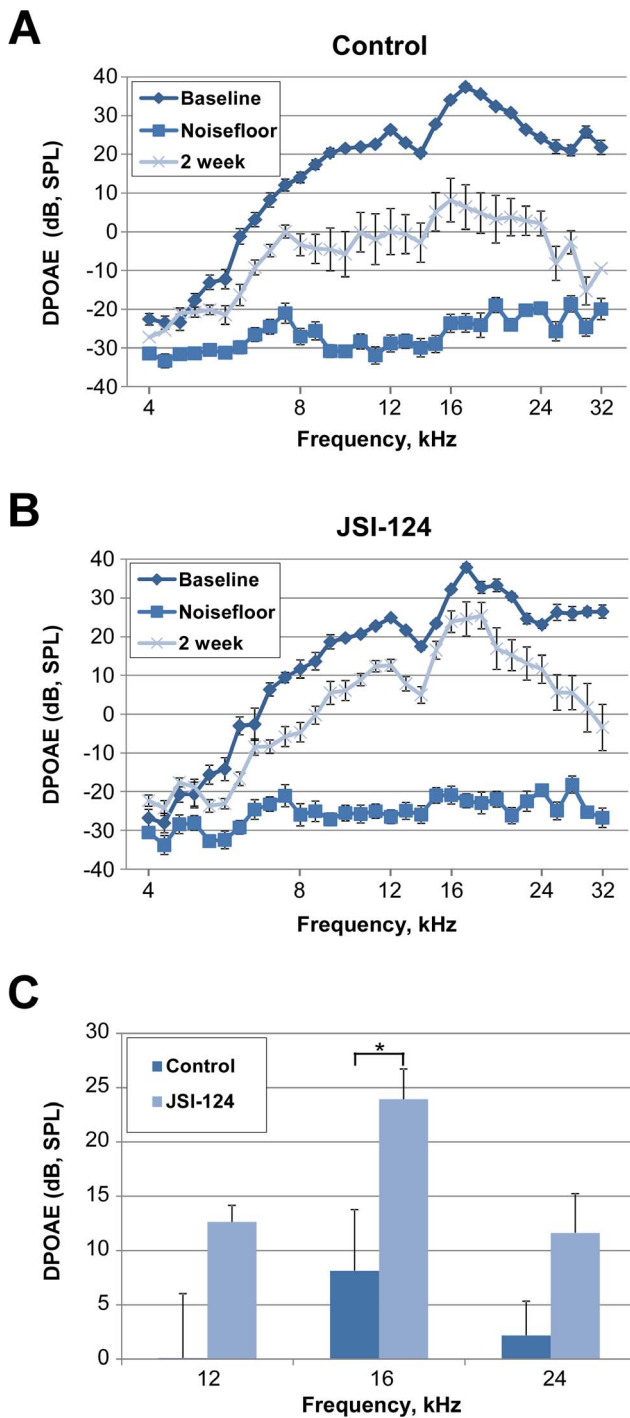 A
Control
Baseline
Noisefloor
2 week
DPOAE (dB, SPL)
40
30
20
10
0
-10
-20
-30
-40
4 8 12 16 24 32
Frequency, kHz
B
JSI-124
Baseline
Noisefloor
2 week
DPOAE (dB, SPL)
40
30
20
10
0
-10
-20
-30
-40
4 8 12 16 24 32
Frequency, kHz
C
Control
JSI-124
*
DPOAE (dB, SPL)
30
25
20
15
10
5
0
12 16 24
Frequency, kHz